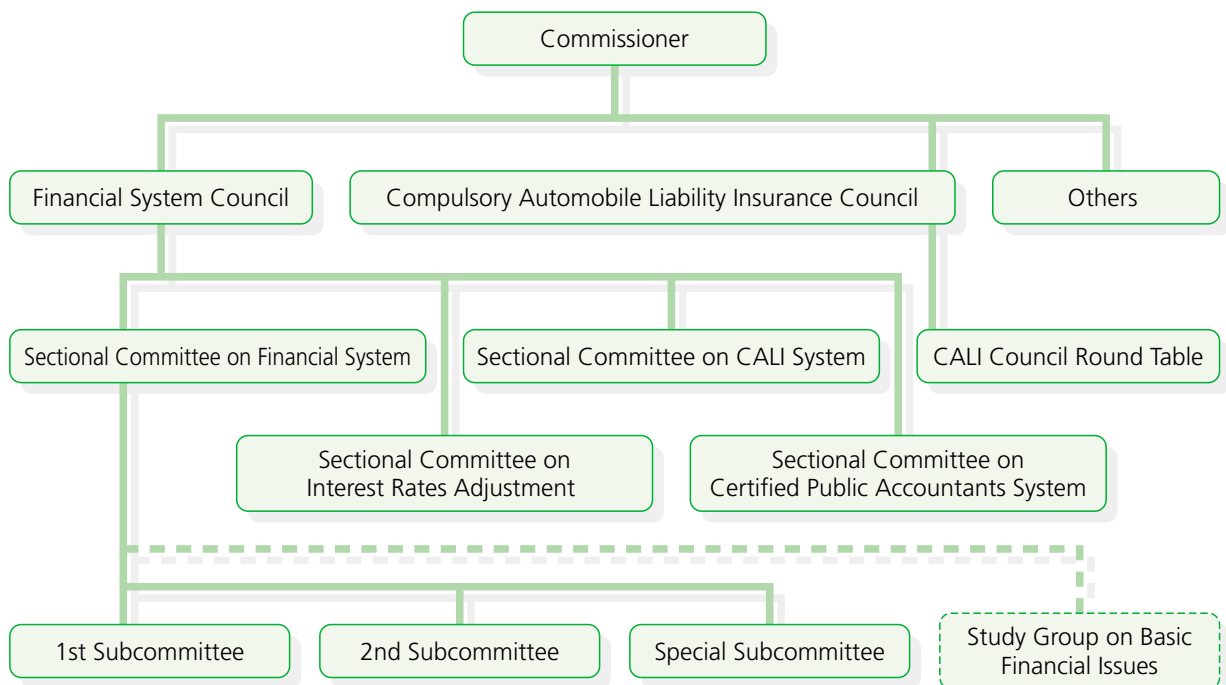 Commissioner
Financial System Council
Compulsory Automobile Liability Insurance Council
Others
Sectional Committee on Financial System
Sectional Committee on CALI System
CALI Council Round Table
Sectional Committee on
Interest Rates Adjustment
Sectional Committee on
Certified Public Accountants System
1st Subcommittee
2nd Subcommittee
Special Subcommittee
Study Group on Basic
Financial Issues